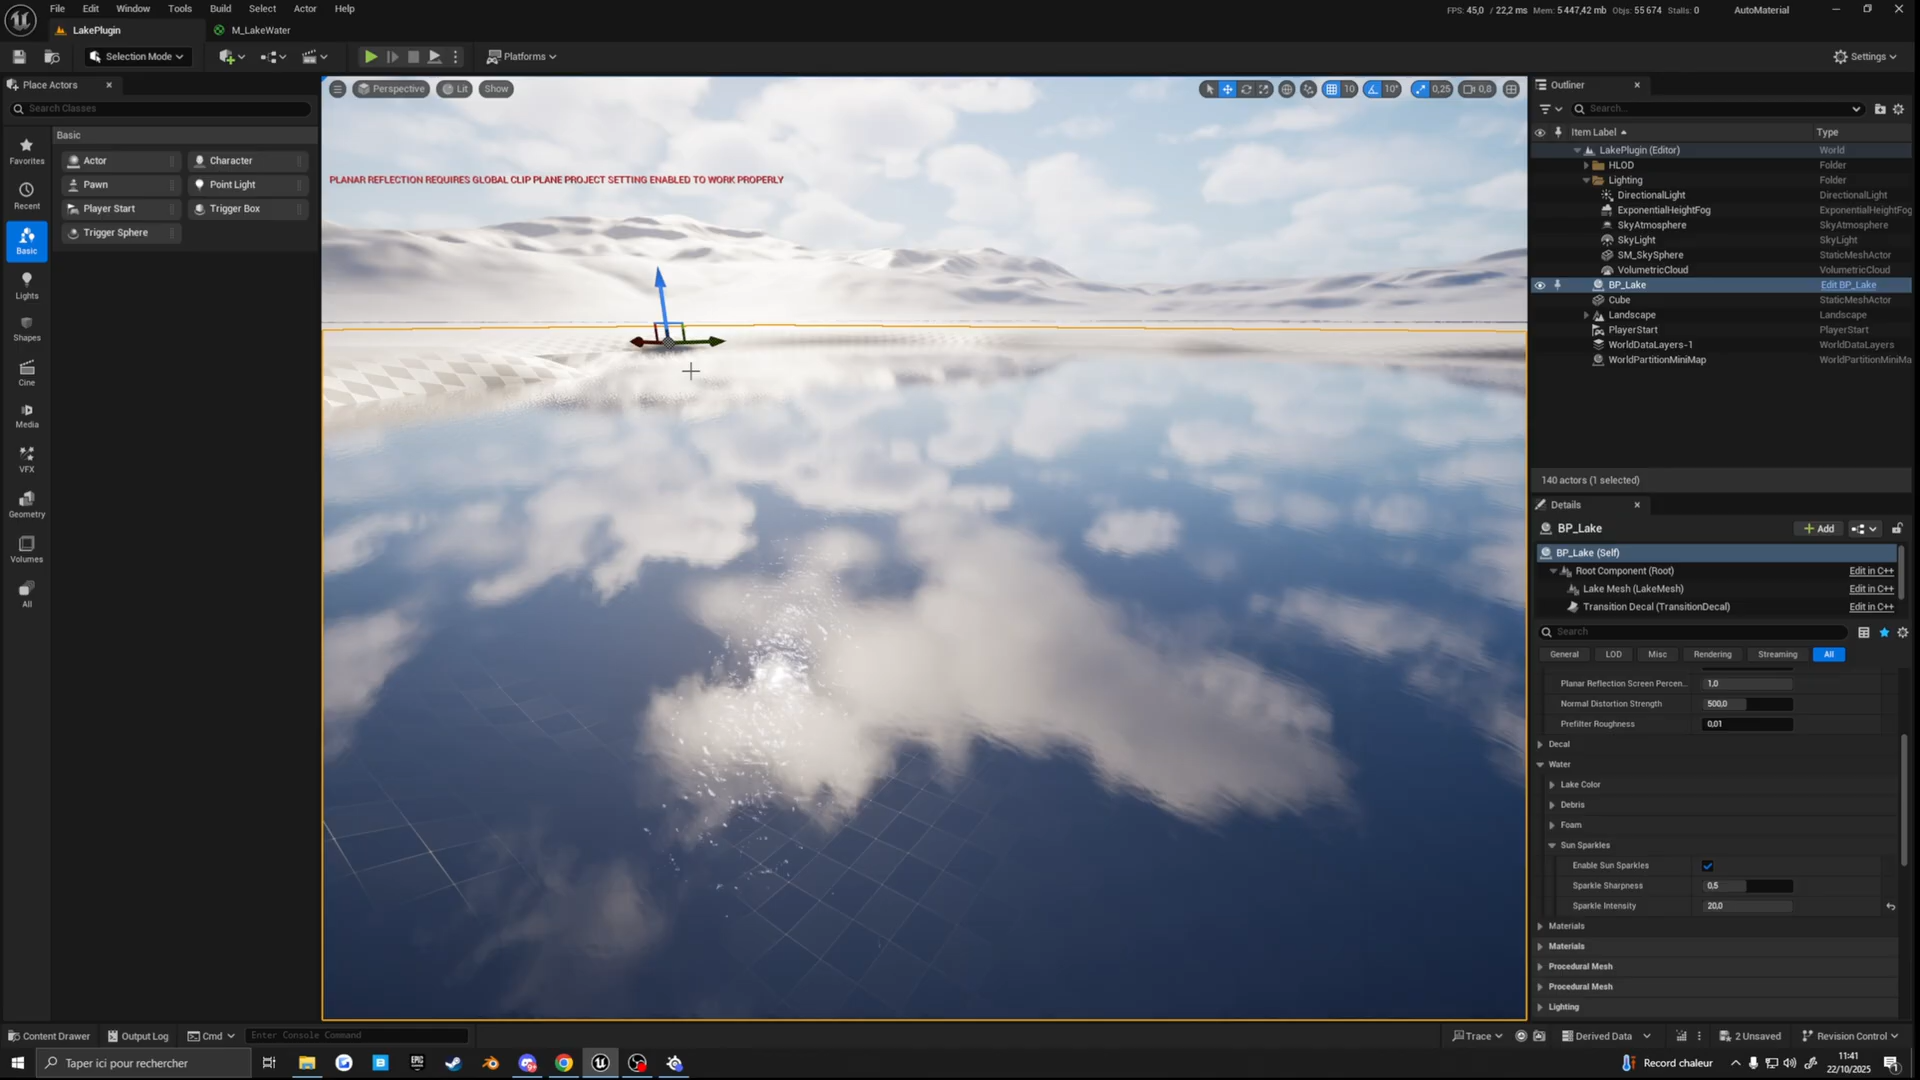 File Edit Window Tools Build Select Actor Help
FPS: 45,0 / 22,2 ms Mem: 5 447,42 mb Objs: 55 674 Stalls: 0
AutoMaterial
LakePlugin
M_LakeWater
Selection Mode
Platforms
Settings
Place Actors
Search Classes
Favorites
Recent
Basic
Lights
Shapes
Cine
Media
VFX
Geometry
Volumes
All
Basic
Actor
Character
Pawn
Point Light
Player Start
Trigger Box
Trigger Sphere
Perspective
Lit
Show
10
10°
0,25
0,8
PLANAR REFLECTION REQUIRES GLOBAL CLIP PLANE PROJECT SETTING ENABLED TO WORK PROPERLY
Outliner
Search...
Item Label Type
LakePlugin (Editor) World
HLOD Folder
Lighting Folder
DirectionalLight DirectionalLight
ExponentialHeightFog ExponentialHeightFog
SkyAtmosphere SkyAtmosphere
SkyLight SkyLight
SM_SkySphere StaticMeshActor
VolumetricCloud VolumetricCloud
BP_Lake Edit BP_Lake
Cube StaticMeshActor
Landscape Landscape
PlayerStart PlayerStart
WorldDataLayers-1 WorldDataLayers
WorldPartitionMiniMap WorldPartitionMiniMa
140 actors (1 selected)
Details
BP_Lake
Add
BP_Lake (Self)
Root Component (Root) Edit in C++
Lake Mesh (LakeMesh) Edit in C++
Transition Decal (TransitionDecal) Edit in C++
Search
General LOD Misc Rendering Streaming All
Planar Reflection Screen Percen... 1,0
Normal Distortion Strength 500,0
Prefilter Roughness 0,01
Decal
Water
Lake Color
Debris
Foam
Sun Sparkles
Enable Sun Sparkles
Sparkle Sharpness 0,5
Sparkle Intensity 20,0
Materials
Materials
Procedural Mesh
Procedural Mesh
Lighting
Content Drawer
Output Log
Cmd
Enter Console Command
Trace
Derived Data
2 Unsaved
Revision Control
Taper ici pour rechercher
EPIC
Record chaleur
11:41
22/10/2025